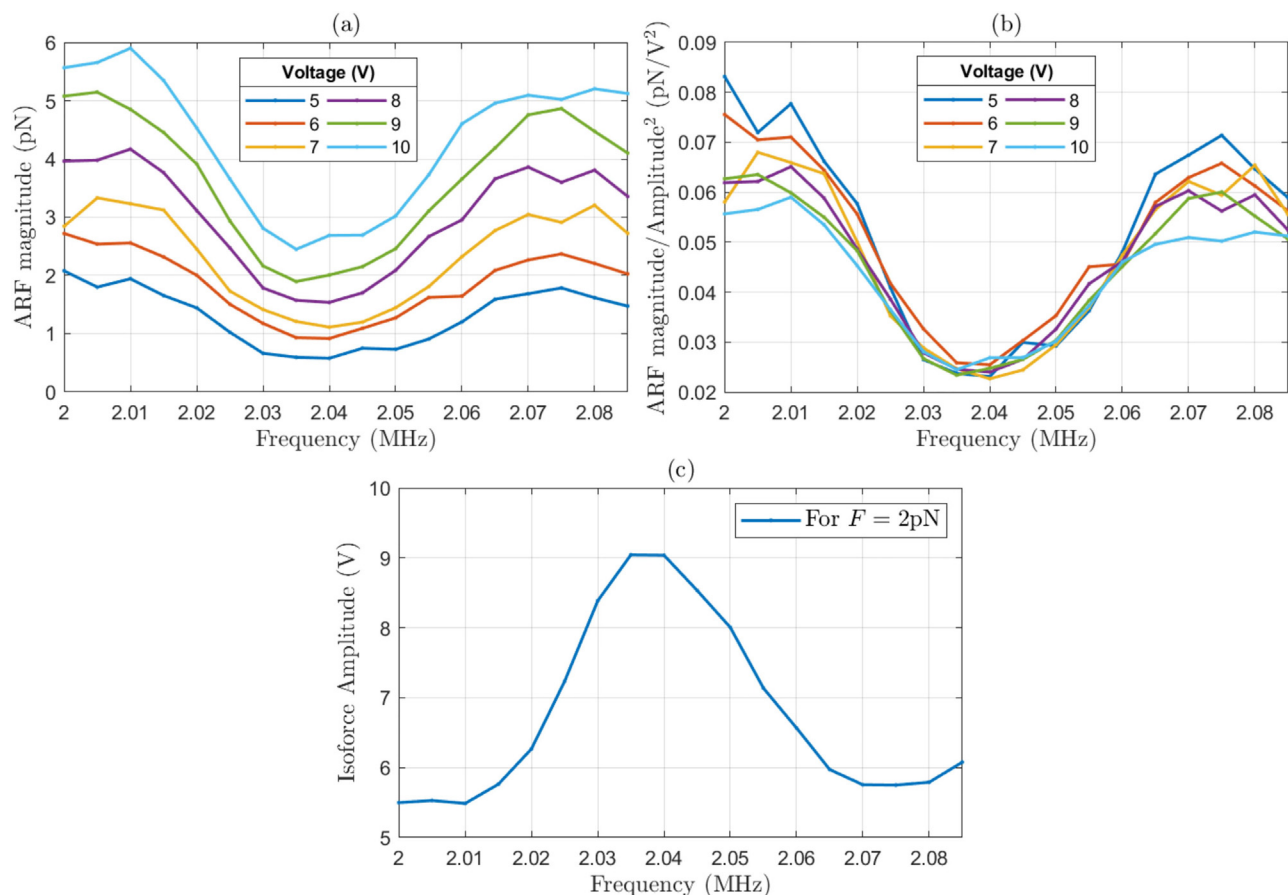 (a)
6
5
4
3
2
1
0
ARF magnitude (pN)
Voltage (V)
5 8
6 9
7 10
2 2.01 2.02 2.03 2.04 2.05 2.06 2.07 2.08
Frequency (MHz)
(b)
0.09
0.08
0.07
0.06
0.05
0.04
0.03
0.02
ARF magnitude/Amplitude² (pN/V²)
Voltage (V)
5 8
6 9
7 10
2 2.01 2.02 2.03 2.04 2.05 2.06 2.07 2.08
Frequency (MHz)
(c)
10
9
8
7
6
5
Isoforce Amplitude (V)
For F = 2pN
2 2.01 2.02 2.03 2.04 2.05 2.06 2.07 2.08
Frequency (MHz)